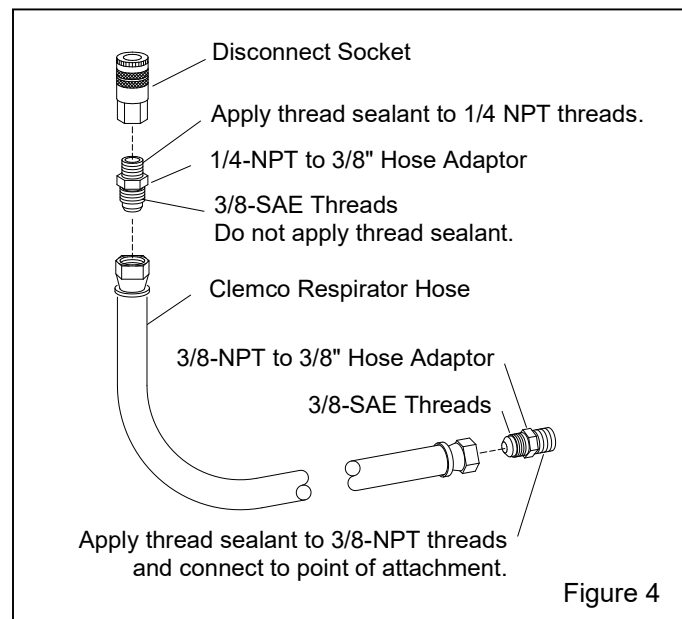 Disconnect Socket
Apply thread sealant to 1/4 NPT threads.
1/4-NPT to 3/8" Hose Adaptor
3/8-SAE Threads
Do not apply thread sealant.
Clemco Respirator Hose
3/8-NPT to 3/8" Hose Adaptor
3/8-SAE Threads
Apply thread sealant to 3/8-NPT threads
and connect to point of attachment.
Figure 4